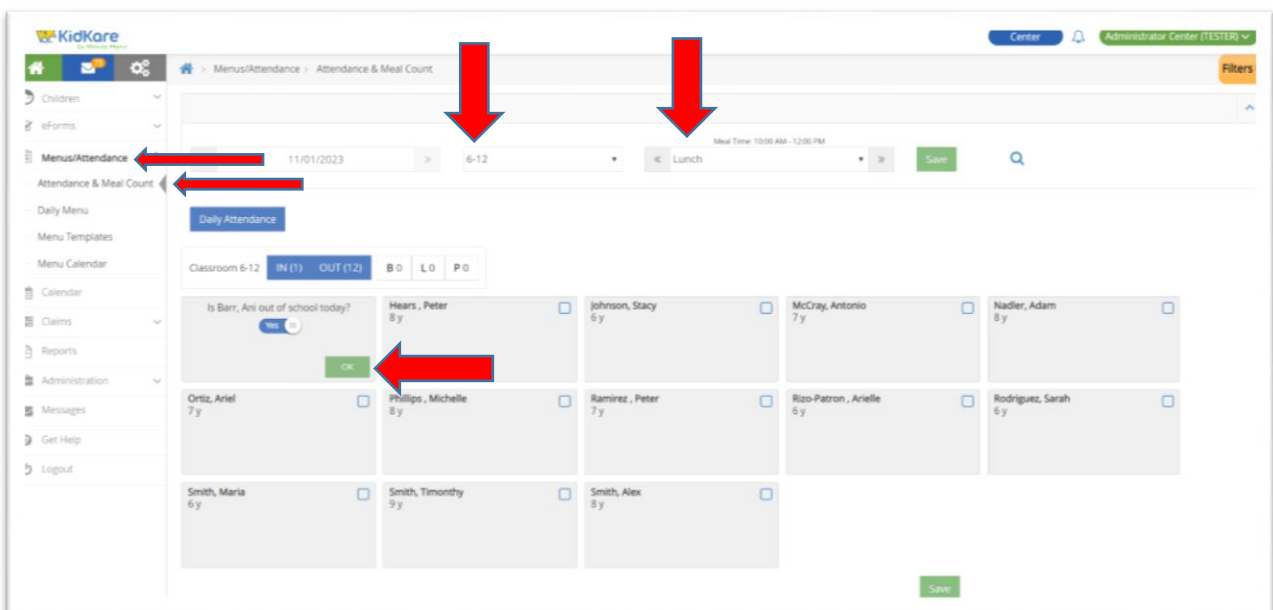 KidKare
by Minute Menu
Center
Administrator Center (TESTER)
Menus/Attendance > Attendance & Meal Count
Filters
Children
eForms
Menus/Attendance
Attendance & Meal Count
Daily Menu
Menu Templates
Menu Calendar
Calendar
Claims
Reports
Administration
Messages
Get Help
Logout
Meal Time: 10:00 AM - 12:00 PM
11/01/2023 » 6-12 « Lunch » Save
Daily Attendance
Classroom 6-12 IN (1) OUT (12) B 0 L 0 P 0
Is Barr, Ani out of school today?
Yes
OK
Hears , Peter
8 y
Johnson, Stacy
6 y
McCray, Antonio
7 y
Nadler, Adam
8 y
Ortiz, Ariel
7 y
Phillips , Michelle
8 y
Ramirez , Peter
7 y
Rizo-Patron , Arielle
6 y
Rodriguez, Sarah
6 y
Smith, Maria
6 y
Smith, Timonthy
9 y
Smith, Alex
8 y
Save